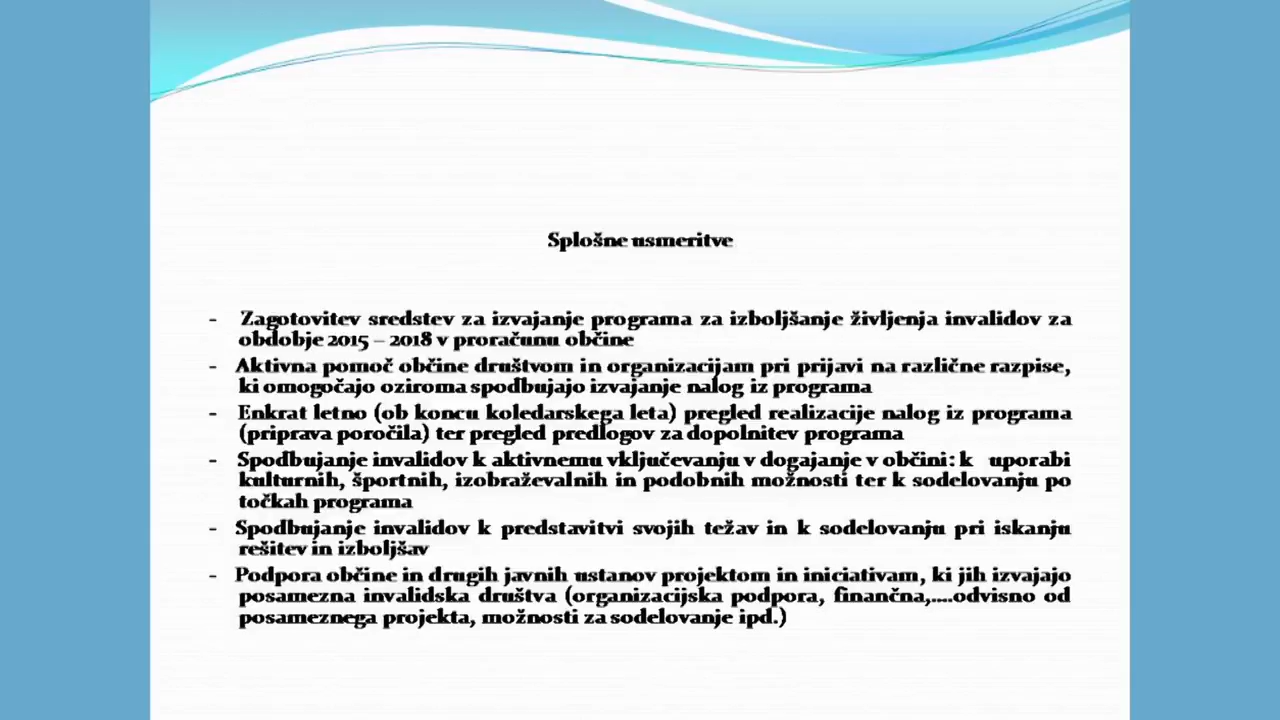 Splošne usmeritve
- Zagotovitev sredstev za izvajanje programa za izboljšanje življenja invalidov za
obdobje 2015 – 2018 v proračunu občine
- Aktivna pomoč občine društvom in organizacijam pri prijavi na različne razpise,
ki omogočajo oziroma spodbujajo izvajanje nalog iz programa
- Enkrat letno (ob koncu koledarskega leta) pregled realizacije nalog iz programa
(priprava poročila) ter pregled predlogov za dopolnitev programa
- Spodbujanje invalidov k aktivnemu vključevanju v dogajanje v občini: k uporabi
kulturnih, športnih, izobraževalnih in podobnih možnosti ter k sodelovanju po
točkah programa
- Spodbujanje invalidov k predstavitvi svojih težav in k sodelovanju pri iskanju
rešitev in izboljšav
- Podpora občine in drugih javnih ustanov projektom in iniciativam, ki jih izvajajo
posamezna invalidska društva (organizacijska podpora, finančna,....odvisno od
posameznega projekta, možnosti za sodelovanje ipd.)